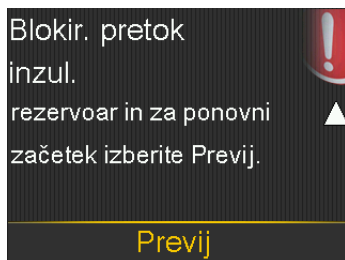 Blokir. pretok
inzul.
rezervoar in za ponovni
začetek izberite Previj.
Previj